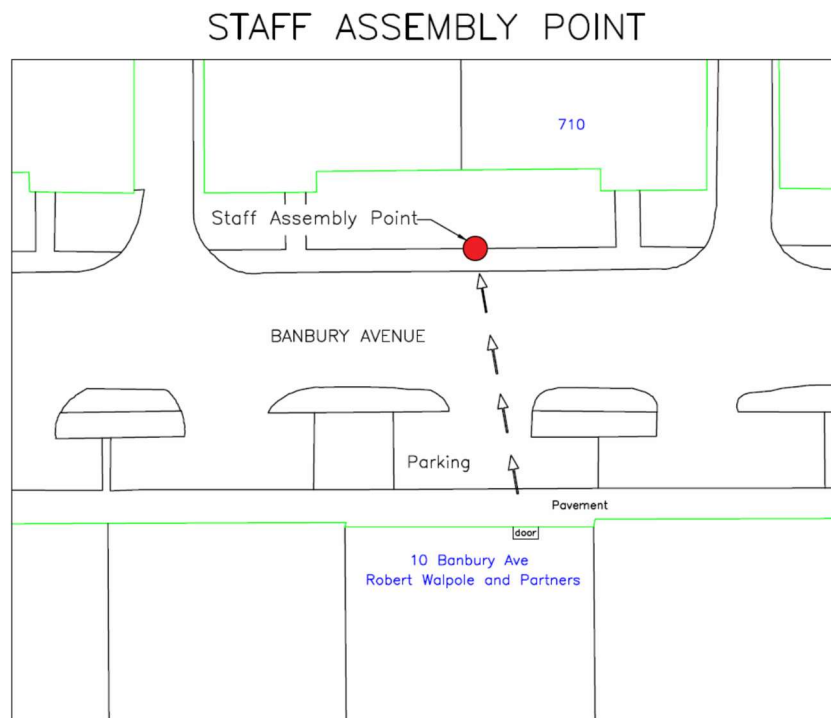 STAFF ASSEMBLY POINT
710
Staff Assembly Point
BANBURY AVENUE
Parking
Pavement
door
10 Banbury Ave
Robert Walpole and Partners